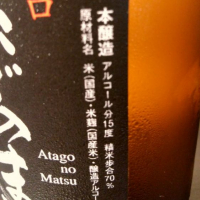 本醸造 アルコール分15度 精米歩合70%
原材料名 米(国産)・米麹(国産米)・醸造アルコー
Atago
no
Matsu